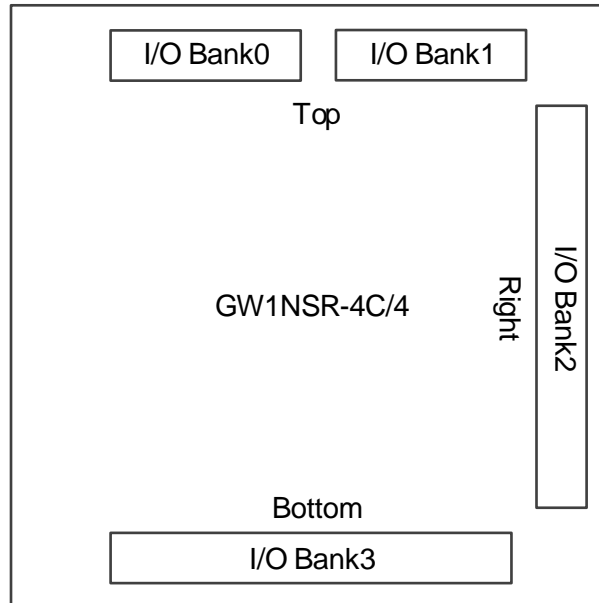 I/O Bank0
I/O Bank1
Top
I/O Bank2
Right
GW1NSR-4C/4
Bottom
I/O Bank3